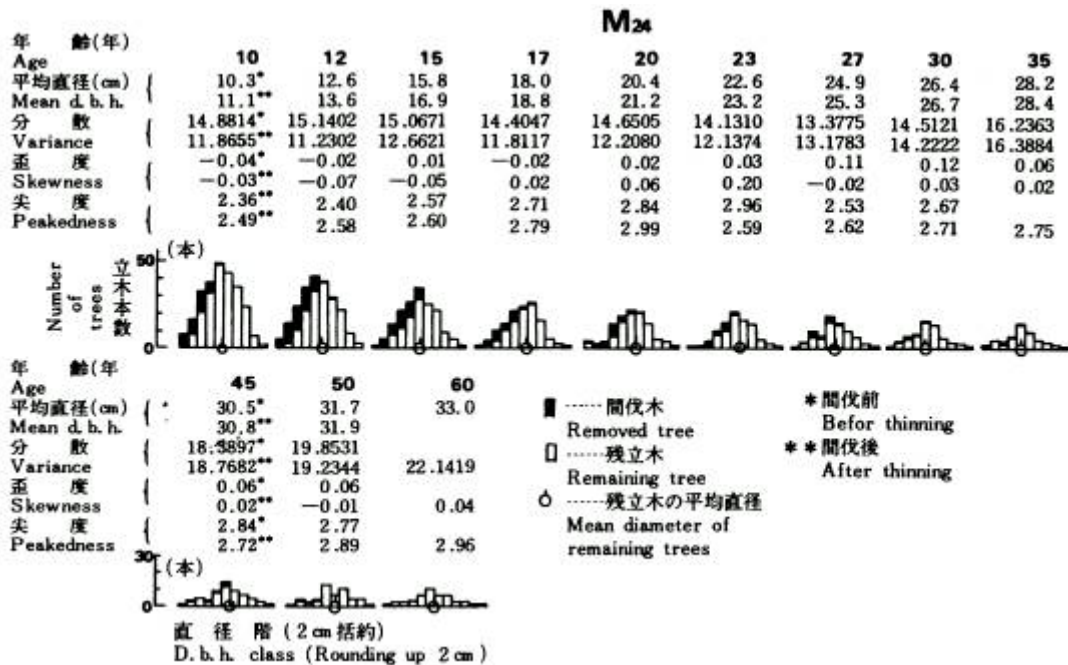 M24
年 齢(年)
Age 10 12 15 17 20 23 27 30 35
平均直径(cm) 10.3* 12.6 15.8 18.0 20.4 22.6 24.9 26.4 28.2
Mean d.b.h. 11.1** 13.6 16.9 18.8 21.2 23.2 25.3 26.7 28.4
分 散 14.8814* 15.1402 15.0671 14.4047 14.6505 14.1310 13.3775 14.5121 16.2363
Variance 11.8655** 11.2302 12.6621 11.8117 12.2080 12.1374 13.1783 14.2222 16.3884
歪 度 -0.04* -0.02 0.01 -0.02 0.02 0.03 0.11 0.12 0.06
Skewness -0.03** -0.07 -0.05 0.02 0.06 0.20 -0.02 0.03 0.02
尖 度 2.36* 2.40 2.57 2.71 2.84 2.96 2.53 2.67
Peakedness 2.49** 2.58 2.60 2.79 2.99 2.59 2.62 2.71 2.75
Number of trees
立木本数
50 (本)
0
年 齢(年
Age 45 50 60
平均直径(cm) 30.5* 31.7 33.0
Mean d.b.h. 30.8** 31.9
分 散 19.8531
Variance 18.7682** 19.2344 22.1419
歪 度 0.06* 0.06
Skewness 0.02** -0.01 0.04
尖 度 2.84* 2.77
Peakedness 2.72** 2.89 2.96
30 (本)
0
直 径 階 (2cm括約)
D.b.h. class (Rounding up 2cm)
間伐木
Removed tree
残立木
Remaining tree
残立木の平均直径
Mean diameter of
remaining trees
*間伐前
Befor thinning
**間伐後
After thinning